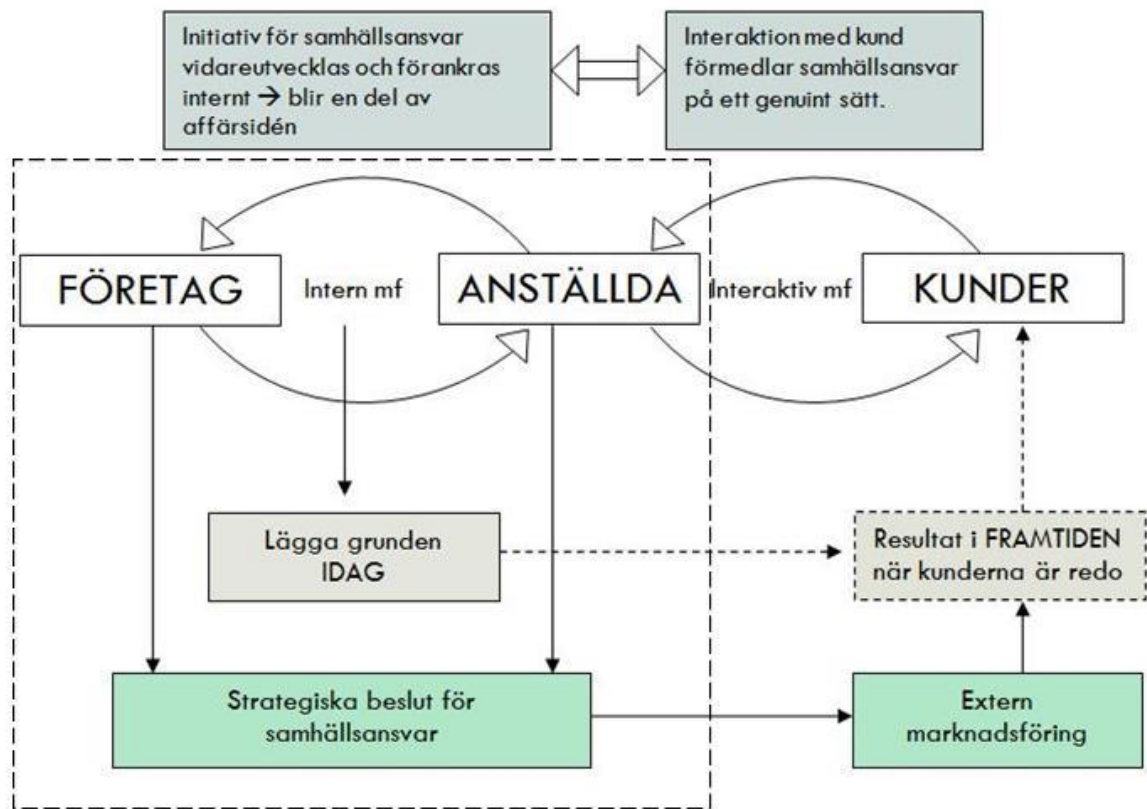 Initiativ för samhällsansvar
vidareutvecklas och förankras
internt → blir en del av
affärsidén
Interaktion med kund
förmedlar samhällsansvar
på ett genuint sätt.
FÖRETAG
Intern mf
ANSTÄLLDA
Interaktiv mf
KUNDER
Lägga grunden
IDAG
Resultat i FRAMTIDEN
när kunderna är redo
Strategiska beslut för
samhällsansvar
Extern
marknadsföring